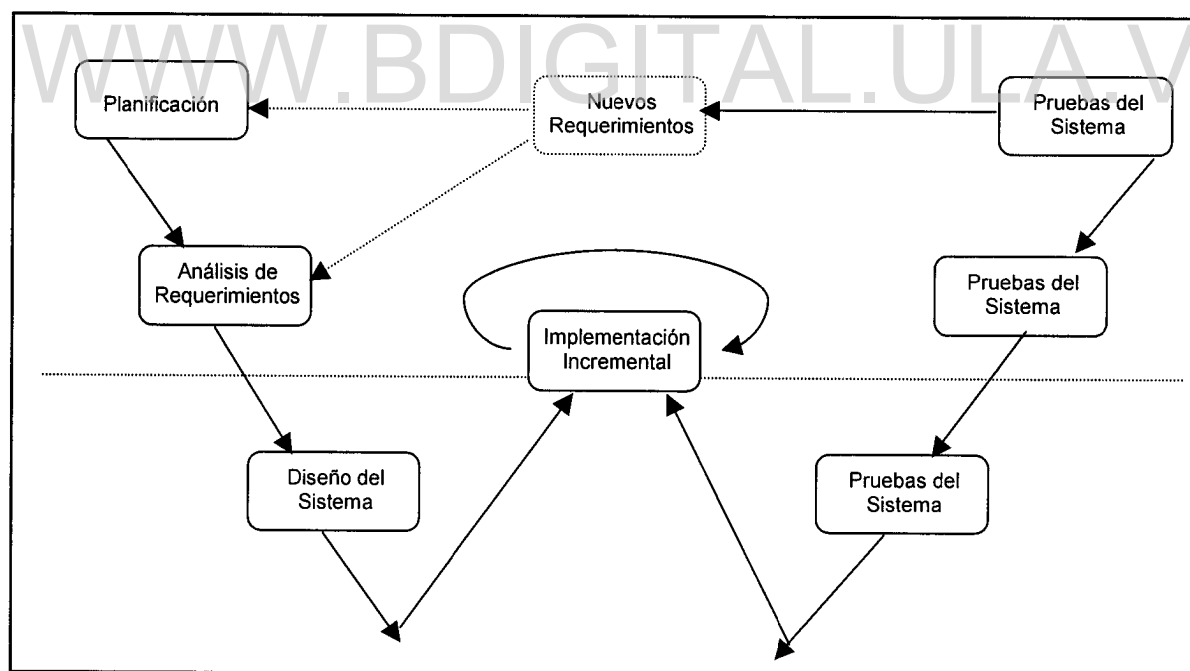 WWW.BDIGITAL.ULA.V
Planificación
Nuevos
Requerimientos
Pruebas del
Sistema
Análisis de
Requerimientos
Pruebas del
Sistema
Implementación
Incremental
Diseño del
Sistema
Pruebas del
Sistema